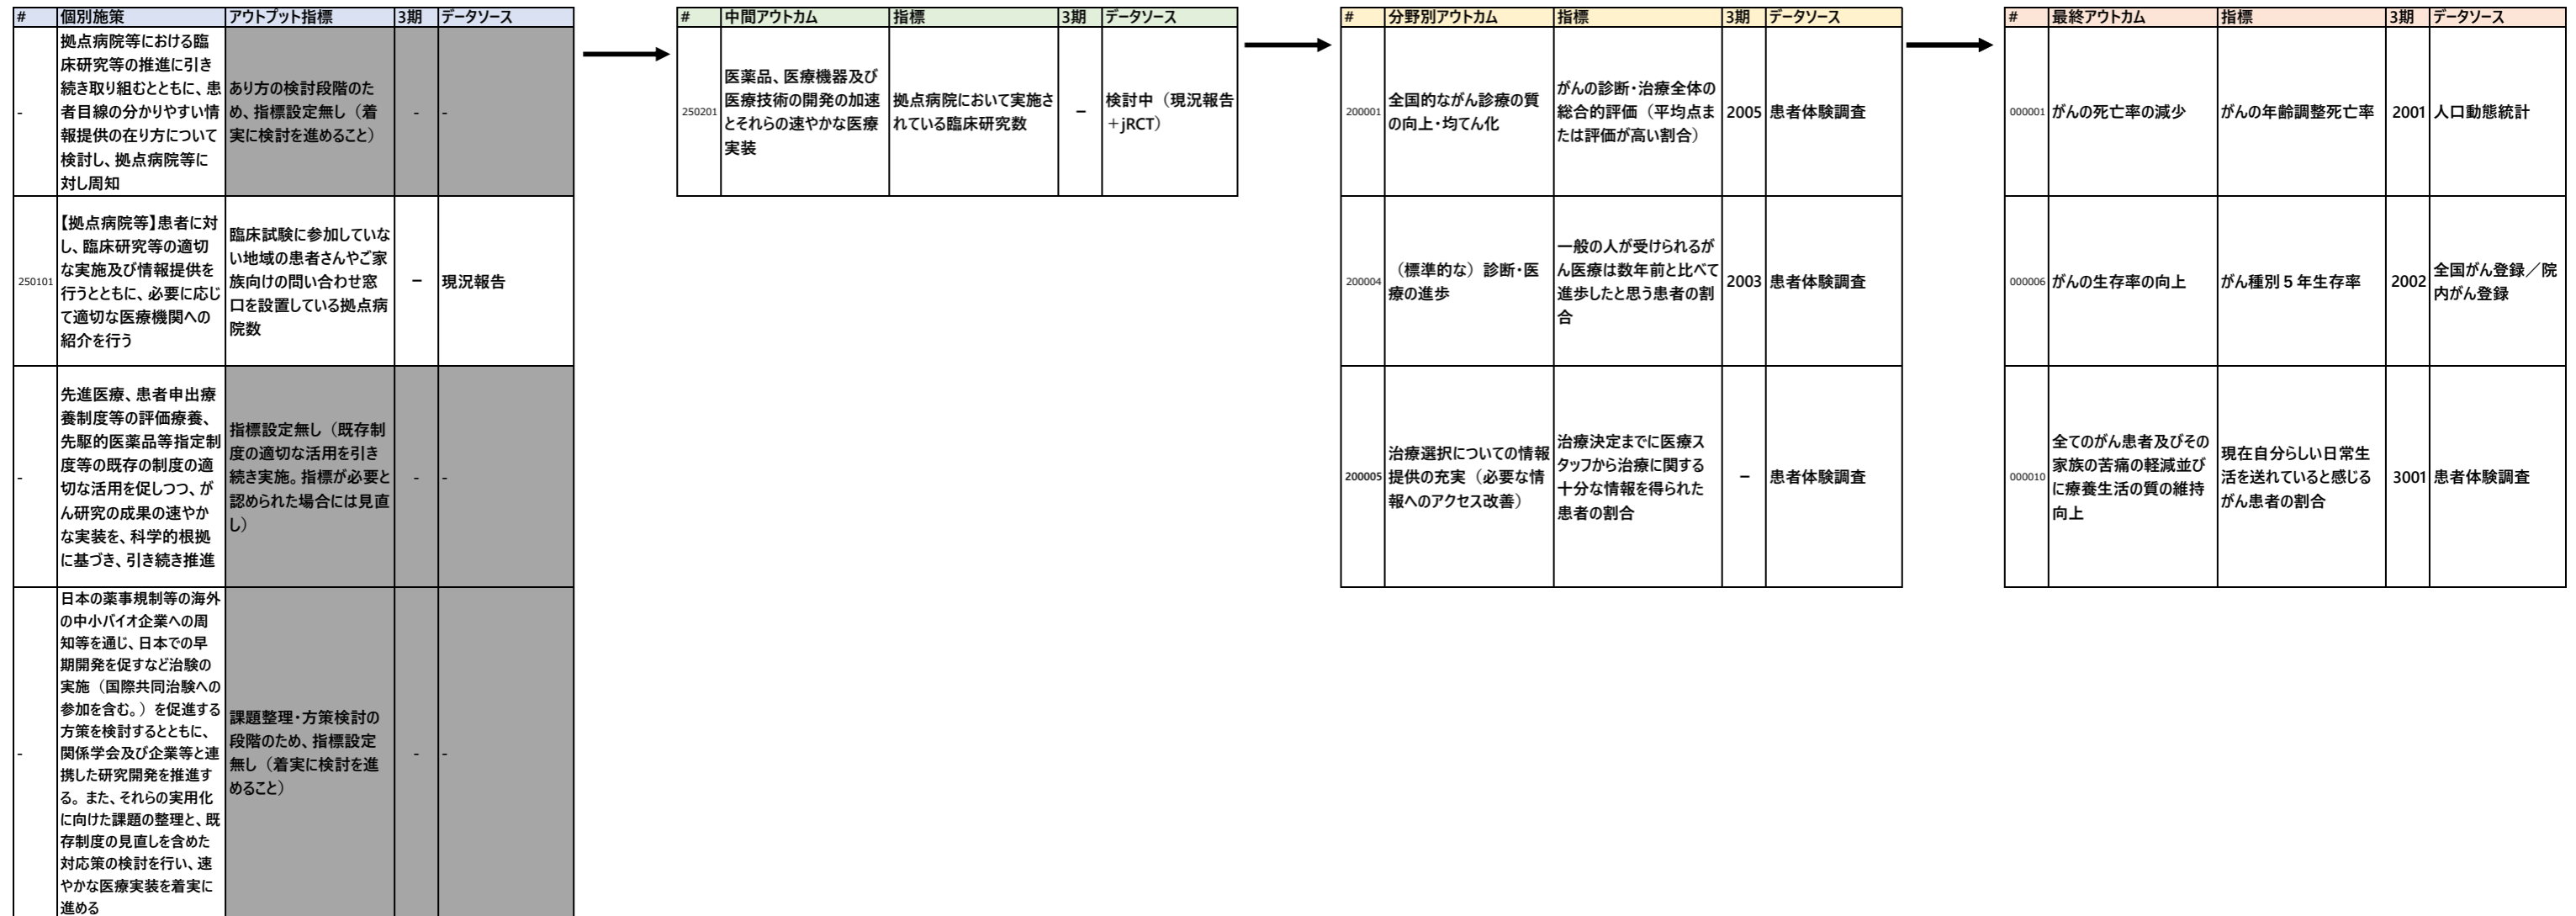 # 個別施策 アウトプット指標 3期 データソース
-
拠点病院等における臨
床研究等の推進に引き
続き取り組むとともに、患
者目線の分かりやすい情
報提供の在り方について
検討し、拠点病院等に
対し周知
あり方の検討段階のた
め、指標設定無し（着
実に検討を進めること）
-
-
250101
【拠点病院等】患者に対
し、臨床研究等の適切
な実施及び情報提供を
行うとともに、必要に応じ
て適切な医療機関への
紹介を行う
臨床試験に参加していな
い地域の患者さんやご家
族向けの問い合わせ窓
口を設置している拠点病
院数
－
現況報告
-
先進医療、患者申出療
養制度等の評価療養、
先駆的医薬品等指定制
度等の既存の制度の適
切な活用を促しつつ、が
ん研究の成果の速やか
な実装を、科学的根拠
に基づき、引き続き推進
指標設定無し（既存制
度の適切な活用を引き
続き実施。指標が必要と
認められた場合には見直
し）
-
-
-
日本の薬事規制等の海外
の中小バイオ企業への周
知等を通じ、日本での早
期開発を促すなど治験の
実施（国際共同治験への
参加を含む。）を促進する
方策を検討するとともに、
関係学会及び企業等と連
携した研究開発を推進す
る。また、それらの実用化
に向けた課題の整理と、既
存制度の見直しを含めた
対応策の検討を行い、速
やかな医療実装を着実に
進める
課題整理・方策検討の
段階のため、指標設定
無し（着実に検討を進
めること）
-
-
# 中間アウトカム 指標 3期 データソース
250201
医薬品、医療機器及び
医療技術の開発の加速
とそれらの速やかな医療
実装
拠点病院において実施さ
れている臨床研究数
－
検討中（現況報告
＋jRCT）
# 分野別アウトカム 指標 3期 データソース
200001
全国的ながん診療の質
の向上・均てん化
がんの診断・治療全体の
総合的評価（平均点ま
たは評価が高い割合）
2005
患者体験調査
200004
（標準的な）診断・医
療の進歩
一般の人が受けられるが
ん医療は数年前と比べて
進歩したと思う患者の割
合
2003
患者体験調査
200005
治療選択についての情報
提供の充実（必要な情
報へのアクセス改善）
治療決定までに医療ス
タッフから治療に関する
十分な情報を得られた
患者の割合
－
患者体験調査
# 最終アウトカム 指標 3期 データソース
000001
がんの死亡率の減少
がんの年齢調整死亡率
2001
人口動態統計
000006
がんの生存率の向上
がん種別５年生存率
2002
全国がん登録／院
内がん登録
000010
全てのがん患者及びその
家族の苦痛の軽減並び
に療養生活の質の維持
向上
現在自分らしい日常生
活を送れていると感じる
がん患者の割合
3001
患者体験調査